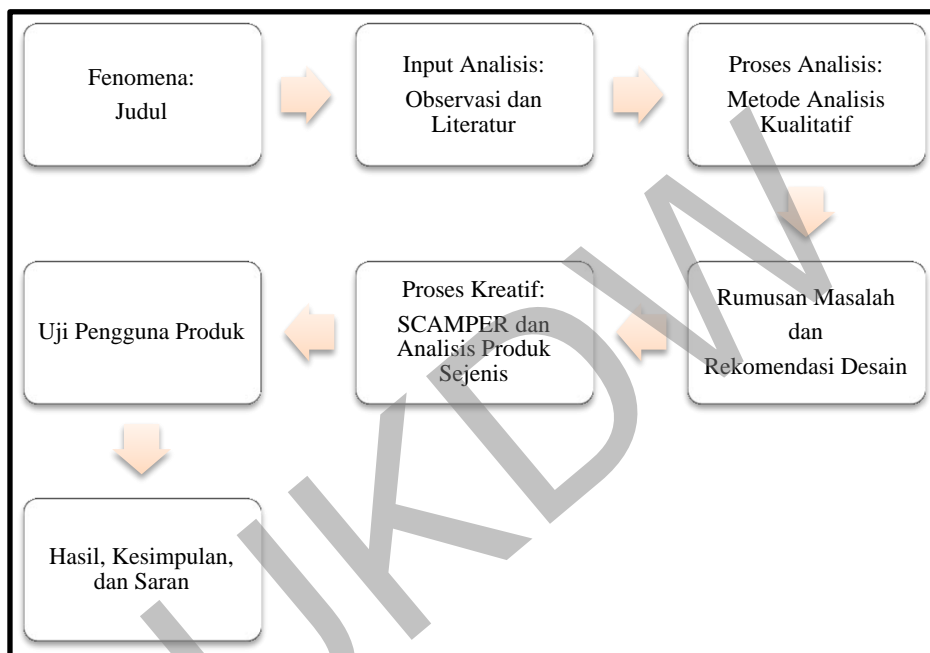 Fenomena:
Judul
Input Analisis:
Observasi dan
Literatur
Proses Analisis:
Metode Analisis
Kualitatif
Rumusan Masalah
dan
Rekomendasi Desain
Proses Kreatif:
SCAMPER dan
Analisis Produk
Sejenis
Uji Pengguna Produk
Hasil, Kesimpulan,
dan Saran
UKDW